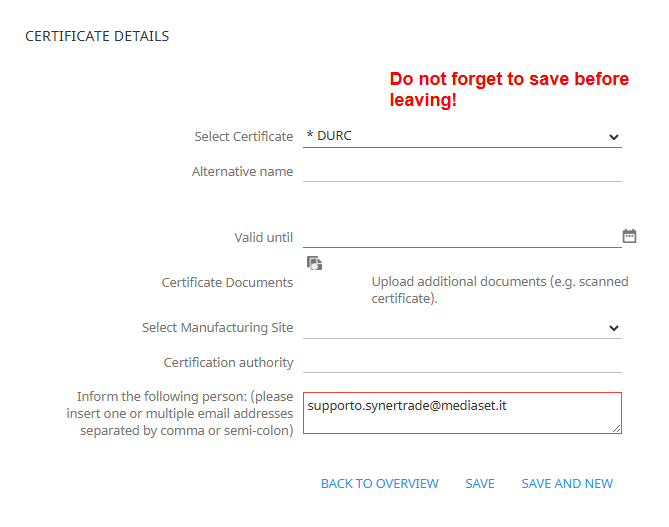 CERTIFICATE DETAILS
Do not forget to save before
leaving!
Select Certificate
* DURC
Alternative name
Valid until
Certificate Documents
Upload additional documents (e.g. scanned
certificate).
Select Manufacturing Site
Certification authority
Inform the following person: (please
insert one or multiple email addresses
separated by comma or semi-colon)
supporto.synertrade@mediaset.it
BACK TO OVERVIEW
SAVE
SAVE AND NEW